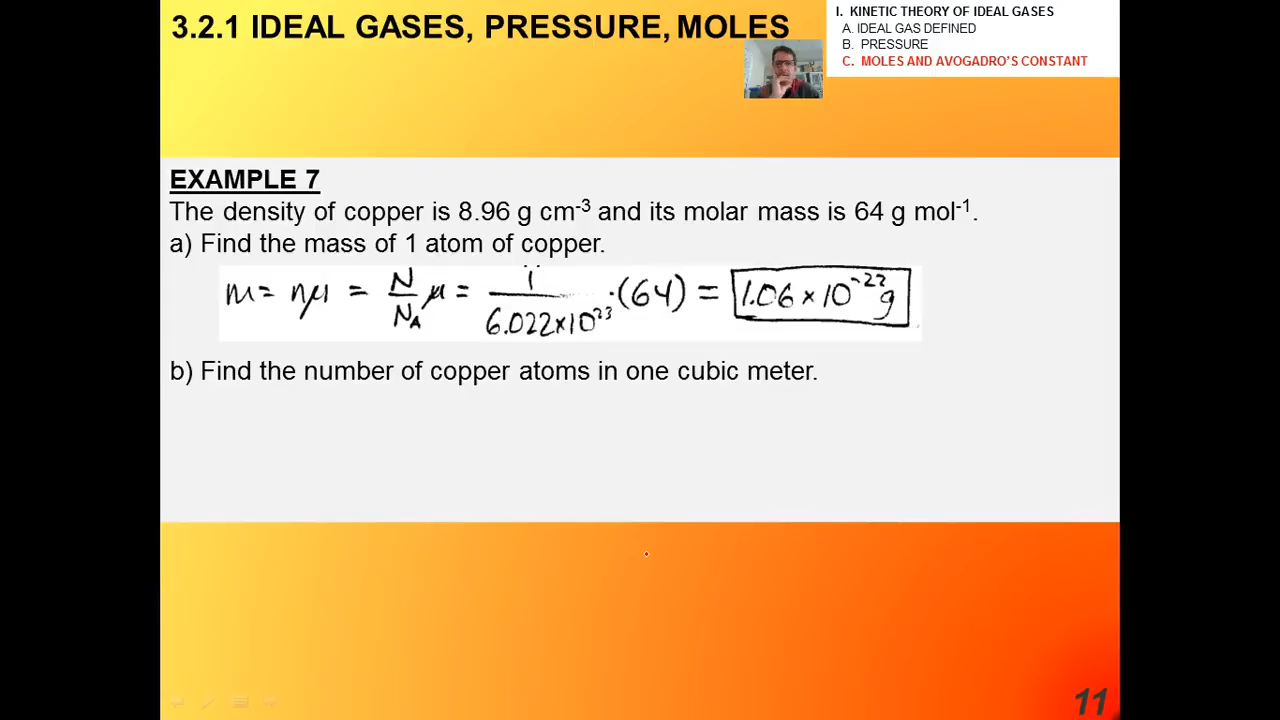 3.2.1 IDEAL GASES, PRESSURE, MOLES
I. KINETIC THEORY OF IDEAL GASES
A. IDEAL GAS DEFINED
B. PRESSURE
C. MOLES AND AVOGADRO'S CONSTANT
EXAMPLE 7
The density of copper is 8.96 g cm⁻³ and its molar mass is 64 g mol⁻¹.
a) Find the mass of 1 atom of copper.
m = nμ = N/N_A μ = 1/6.022×10²³ · (64) = 1.06 × 10⁻²² g
b) Find the number of copper atoms in one cubic meter.
11